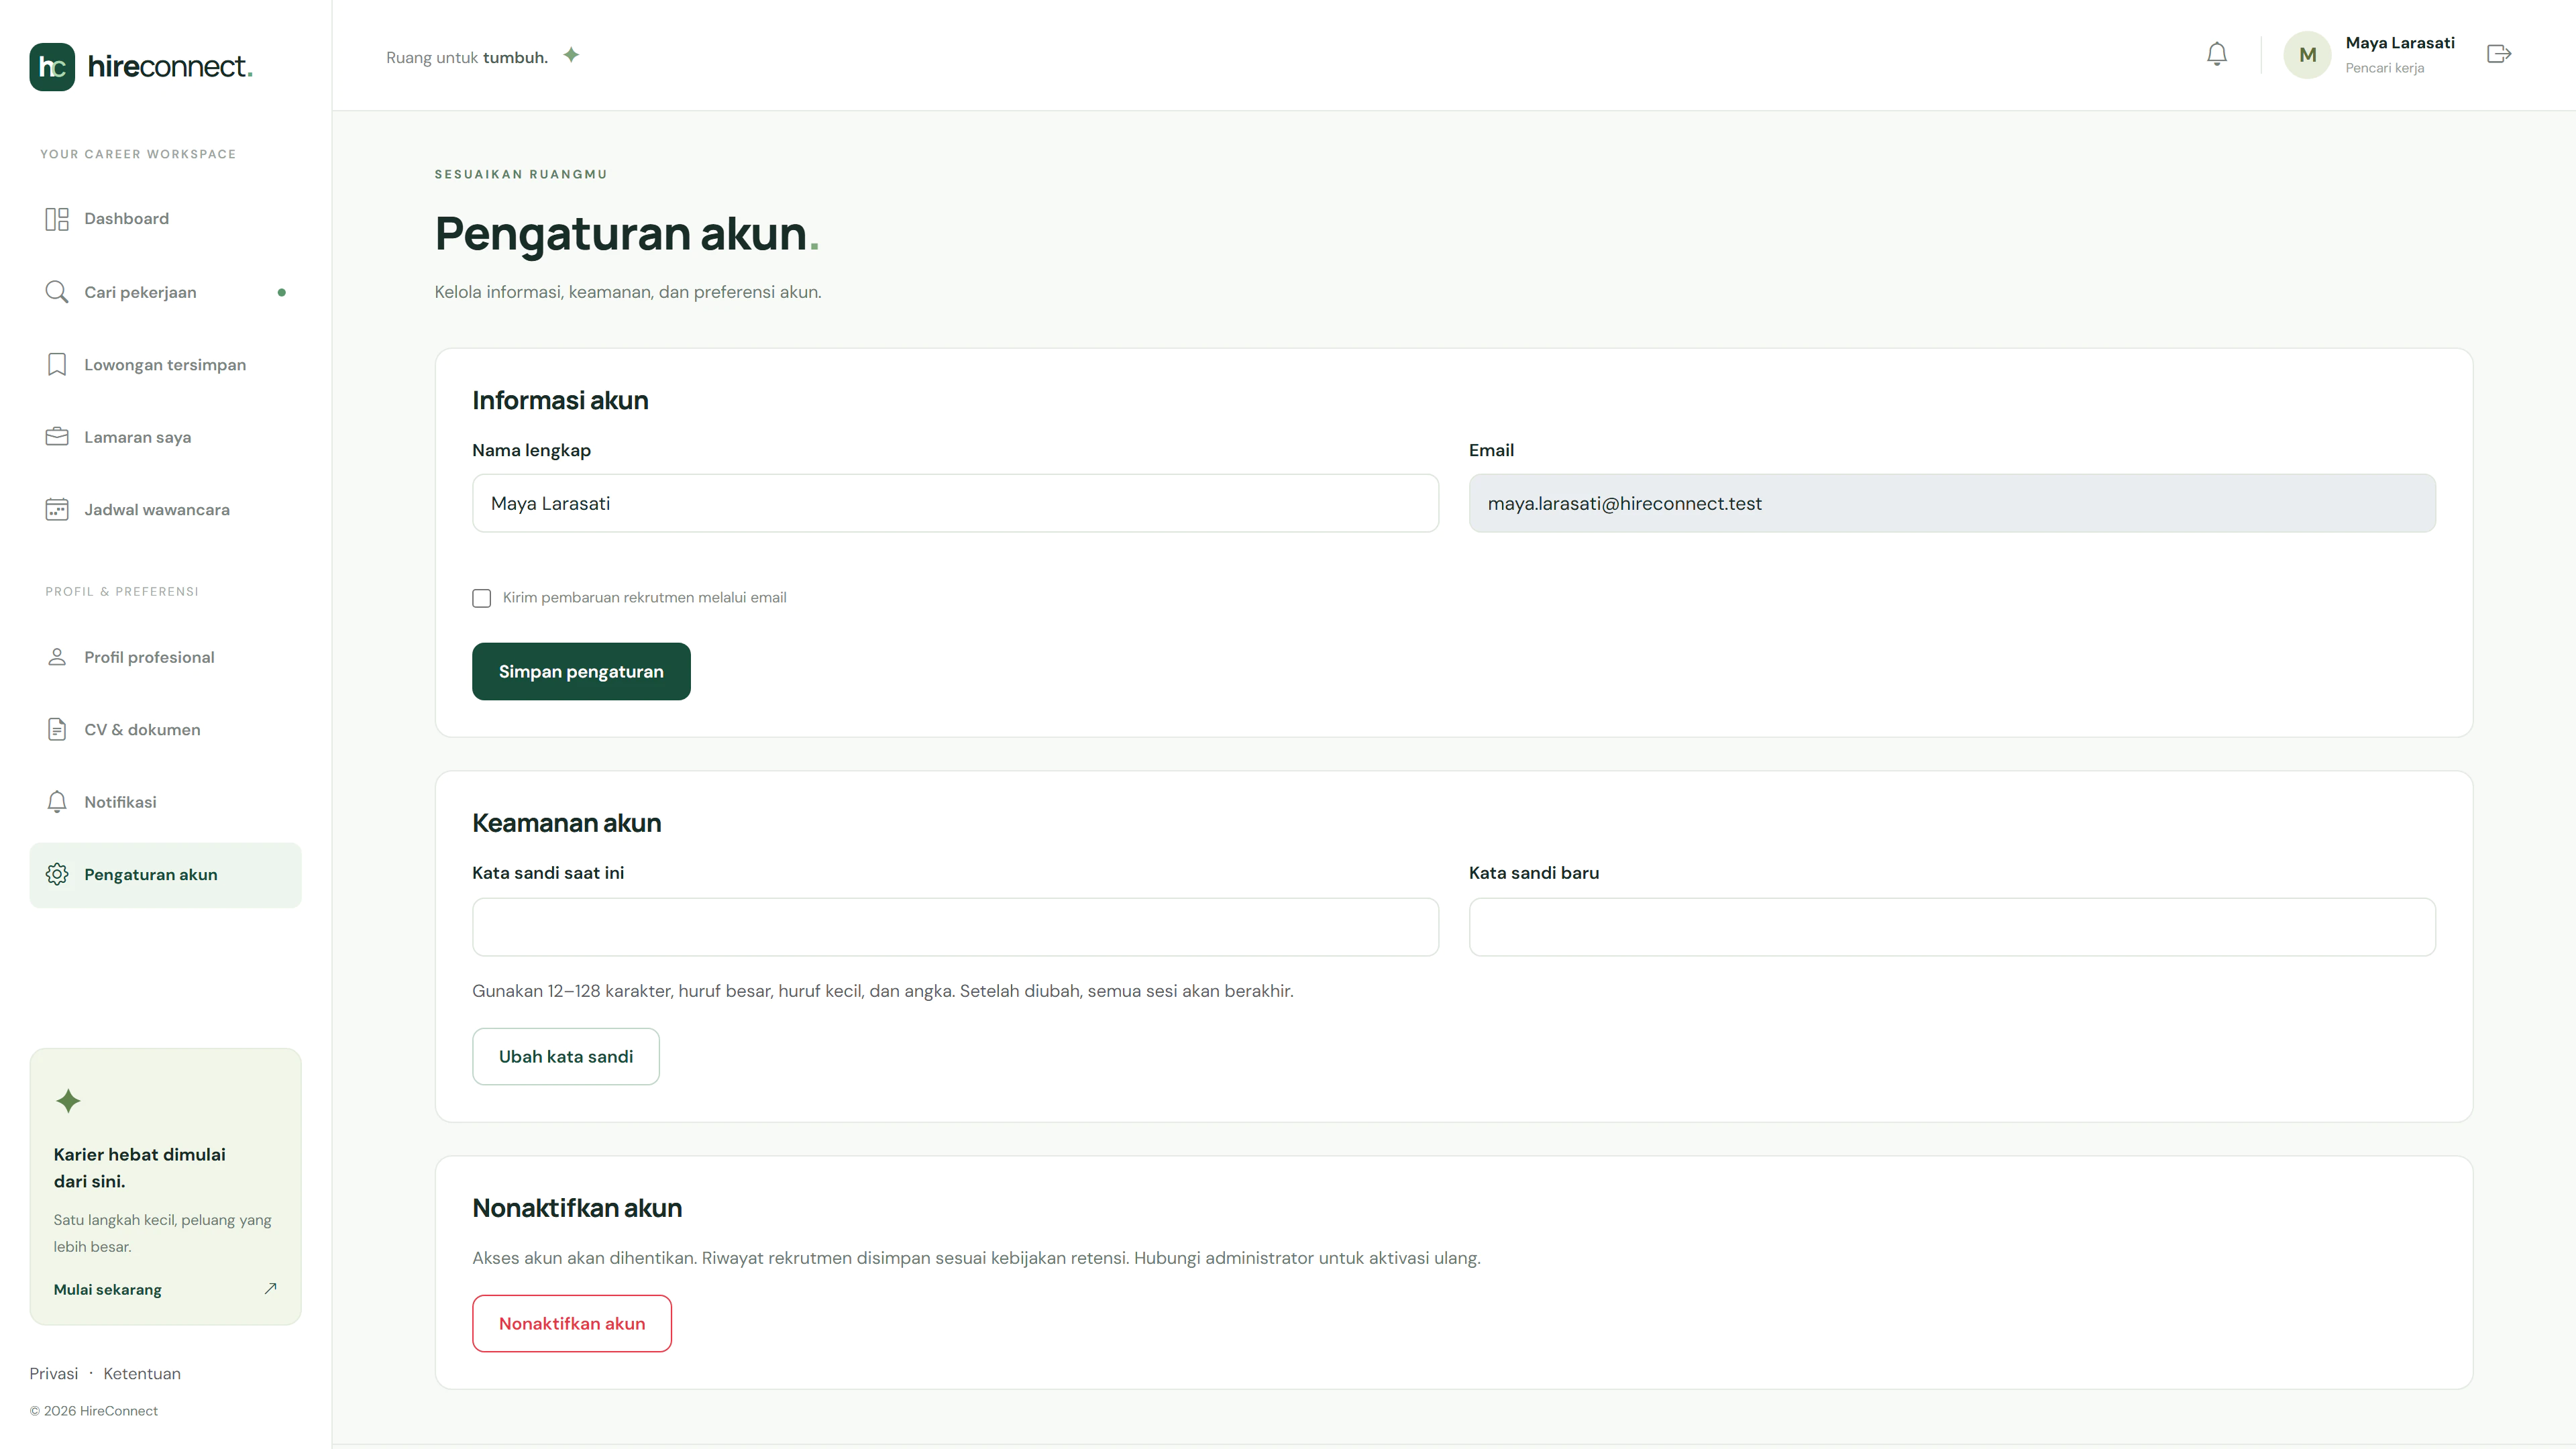 hc hireconnect.
YOUR CAREER WORKSPACE
Dashboard
Cari pekerjaan
Lowongan tersimpan
Lamaran saya
Jadwal wawancara
PROFIL & PREFERENSI
Profil profesional
CV & dokumen
Notifikasi
Pengaturan akun
Karier hebat dimulai
dari sini.
Satu langkah kecil, peluang yang
lebih besar.
Mulai sekarang
Privasi · Ketentuan
© 2026 HireConnect
Ruang untuk tumbuh.
M
Maya Larasati
Pencari kerja
SESUAIKAN RUANGMU
Pengaturan akun.
Kelola informasi, keamanan, dan preferensi akun.
Informasi akun
Nama lengkap
Maya Larasati
Email
maya.larasati@hireconnect.test
Kirim pembaruan rekrutmen melalui email
Simpan pengaturan
Keamanan akun
Kata sandi saat ini
Kata sandi baru
Gunakan 12–128 karakter, huruf besar, huruf kecil, dan angka. Setelah diubah, semua sesi akan berakhir.
Ubah kata sandi
Nonaktifkan akun
Akses akun akan dihentikan. Riwayat rekrutmen disimpan sesuai kebijakan retensi. Hubungi administrator untuk aktivasi ulang.
Nonaktifkan akun